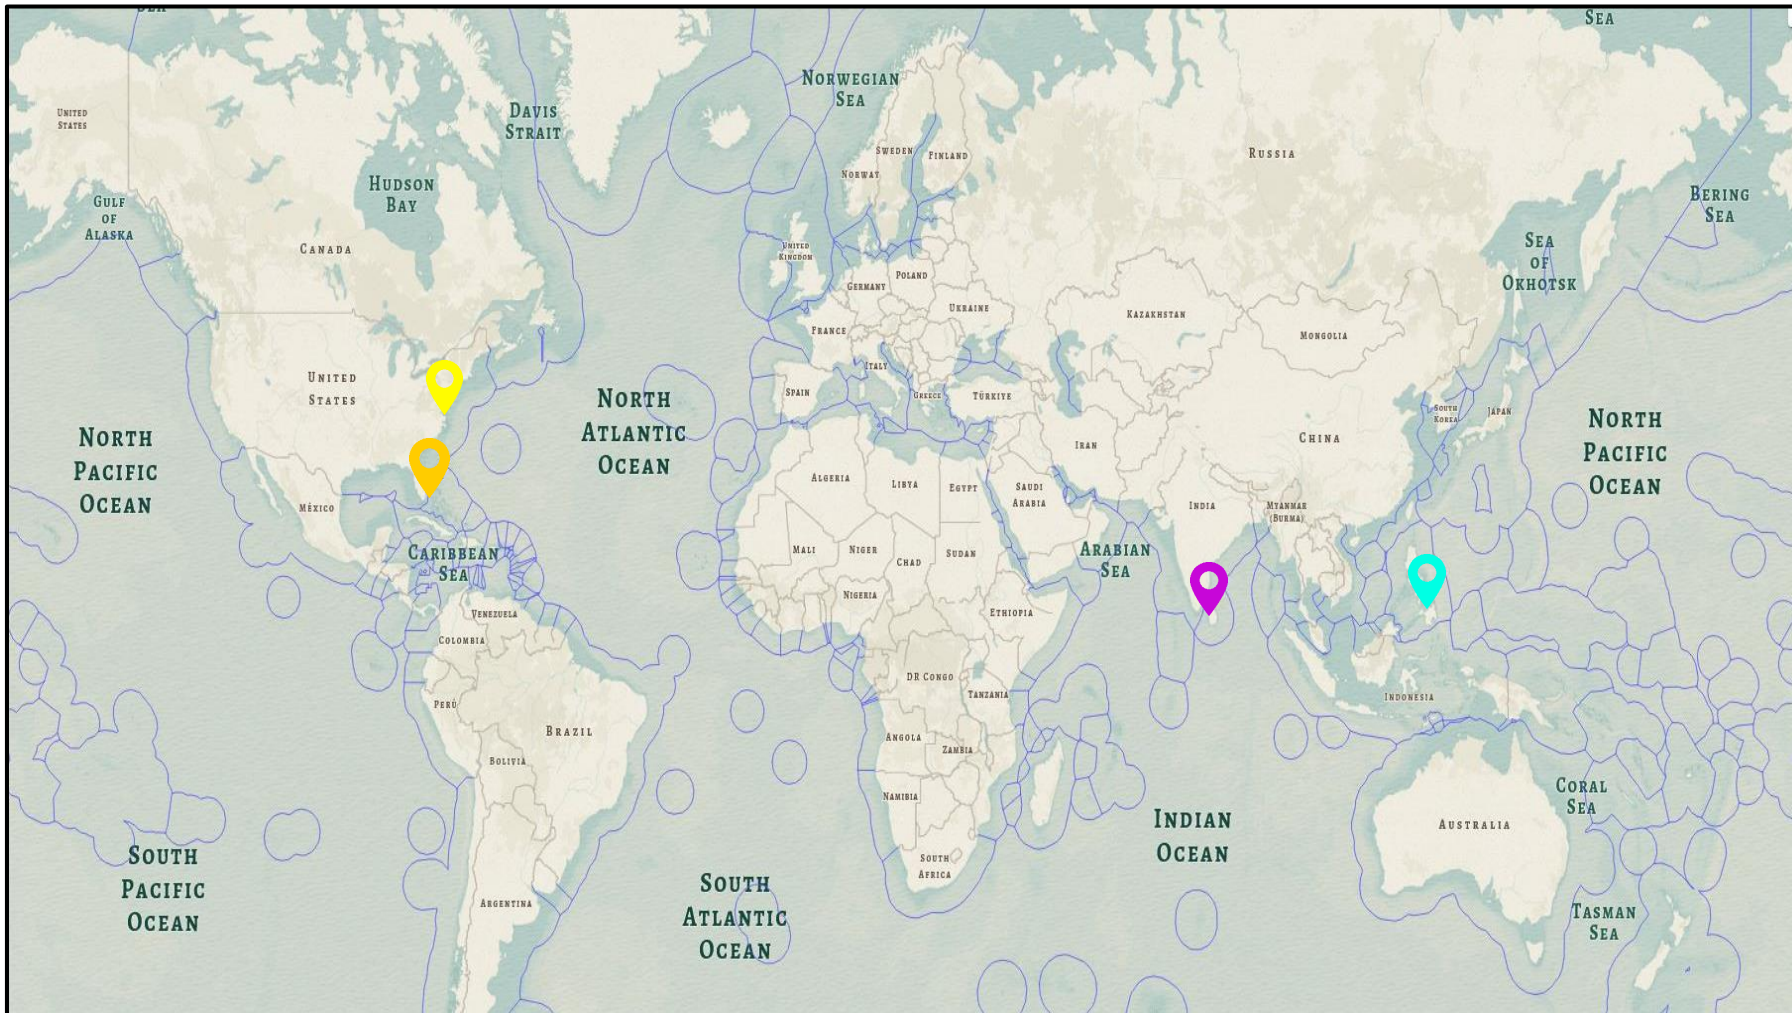 SEA
SEA
UNITED
STATES
GULF
OF
ALASKA
CANADA
HUDSON
BAY
DAVIS
STRAIT
NORWEGIAN
SEA
SWEDEN
FINLAND
NORWAY
RUSSIA
BERING
SEA
SEA
OF
OKHOTSK
UNITED
KINGDOM
POLAND
GERMANY
UKRAINE
FRANCE
KAZAKHSTAN
MONGOLIA
ITALY
SPAIN
GREECE
TÜRKIYE
UNITED
STATES
NORTH
ATLANTIC
OCEAN
SOUTH
KOREA
JAPAN
NORTH
PACIFIC
OCEAN
NORTH
PACIFIC
OCEAN
IRAN
CHINA
ALGERIA
LIBYA
EGYPT
SAUDI
ARABIA
INDIA
MYANMAR
(BURMA)
MÉXICO
CARIBBEAN
SEA
MALI
NIGER
CHAD
SUDAN
ARABIAN
SEA
NIGERIA
ETHIOPIA
VENEZUELA
COLOMBIA
DR CONGO
TANZANIA
INDONESIA
PERÚ
BRAZIL
BOLIVIA
ANGOLA
ZAMBIA
NAMIBIA
CORAL
SEA
INDIAN
OCEAN
AUSTRALIA
SOUTH
PACIFIC
OCEAN
SOUTH
AFRICA
ARGENTINA
SOUTH
ATLANTIC
OCEAN
TASMAN
SEA